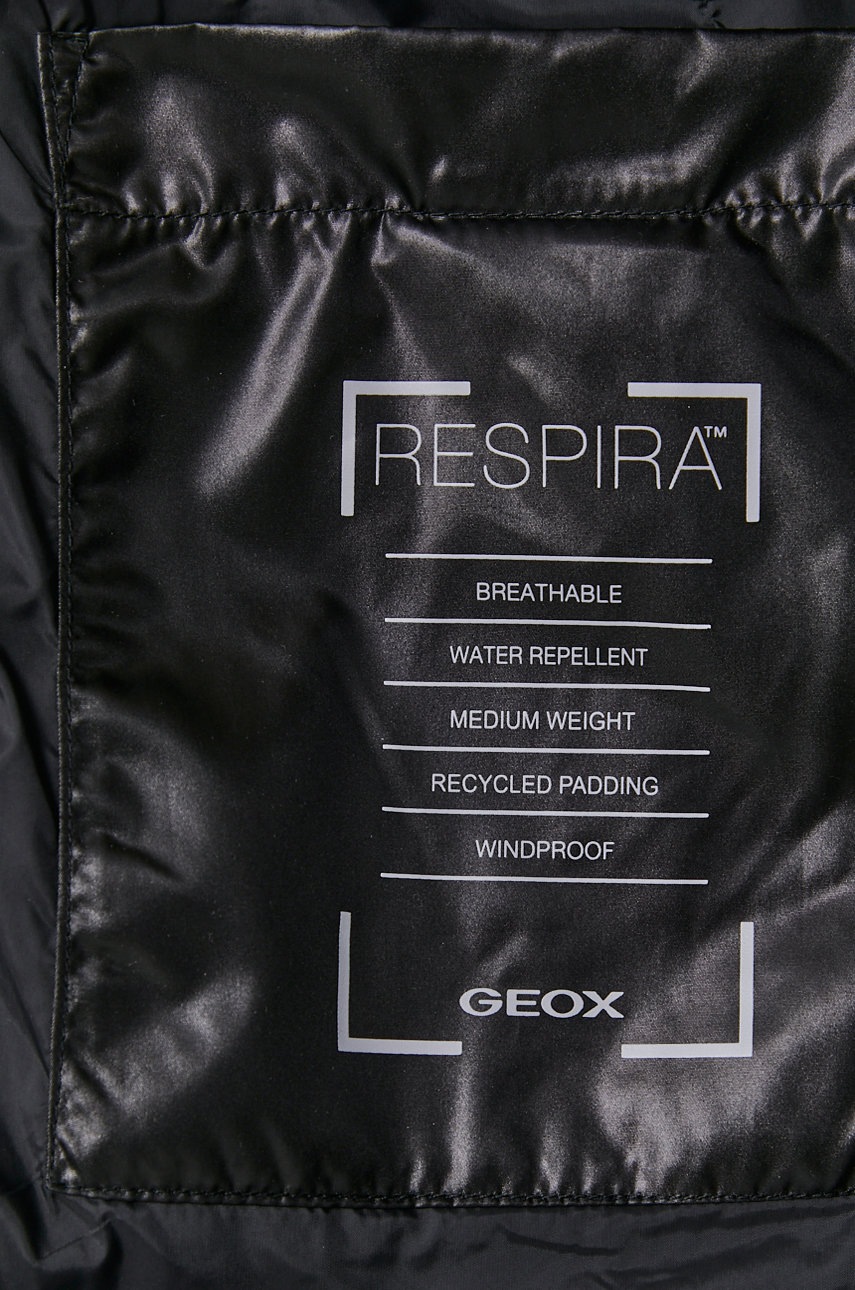 RESPIRA™
BREATHABLE
WATER REPELLENT
MEDIUM WEIGHT
RECYCLED PADDING
WINDPROOF
GEOX